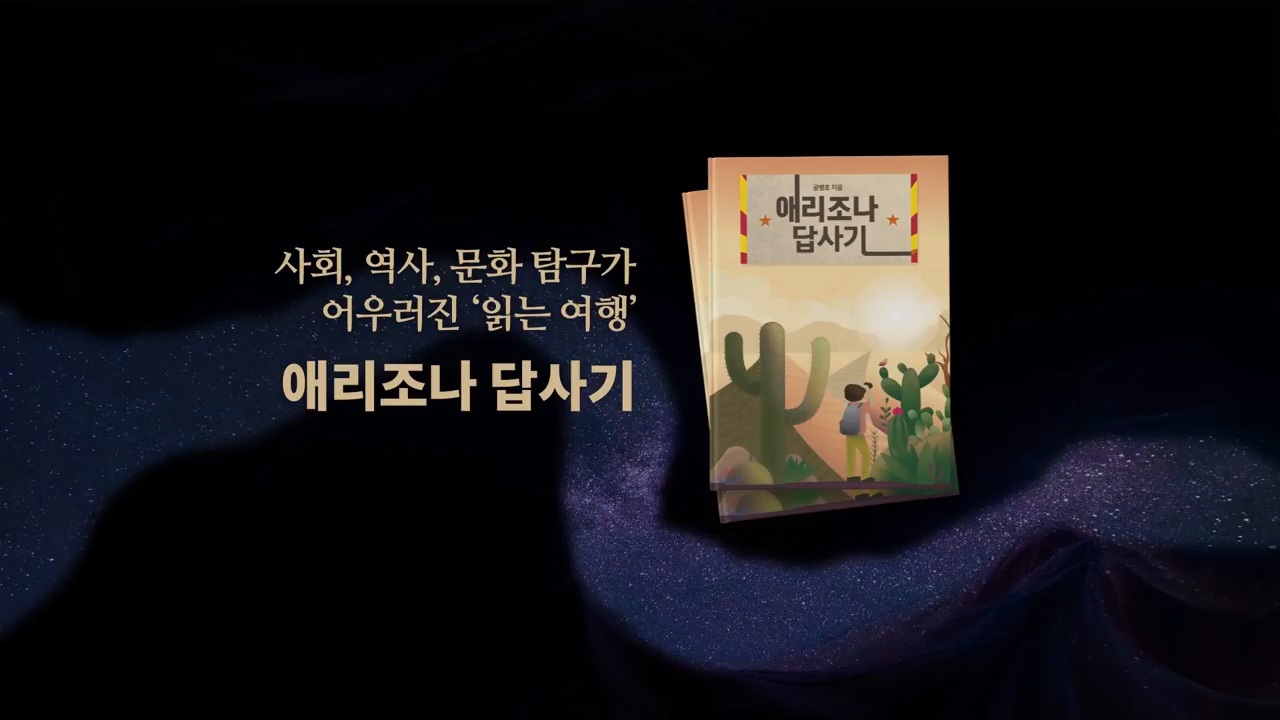 사회, 역사, 문화 탐구가
어우러진 ‘읽는 여행’
애리조나 답사기
공병호 지음
애리조나
답사기